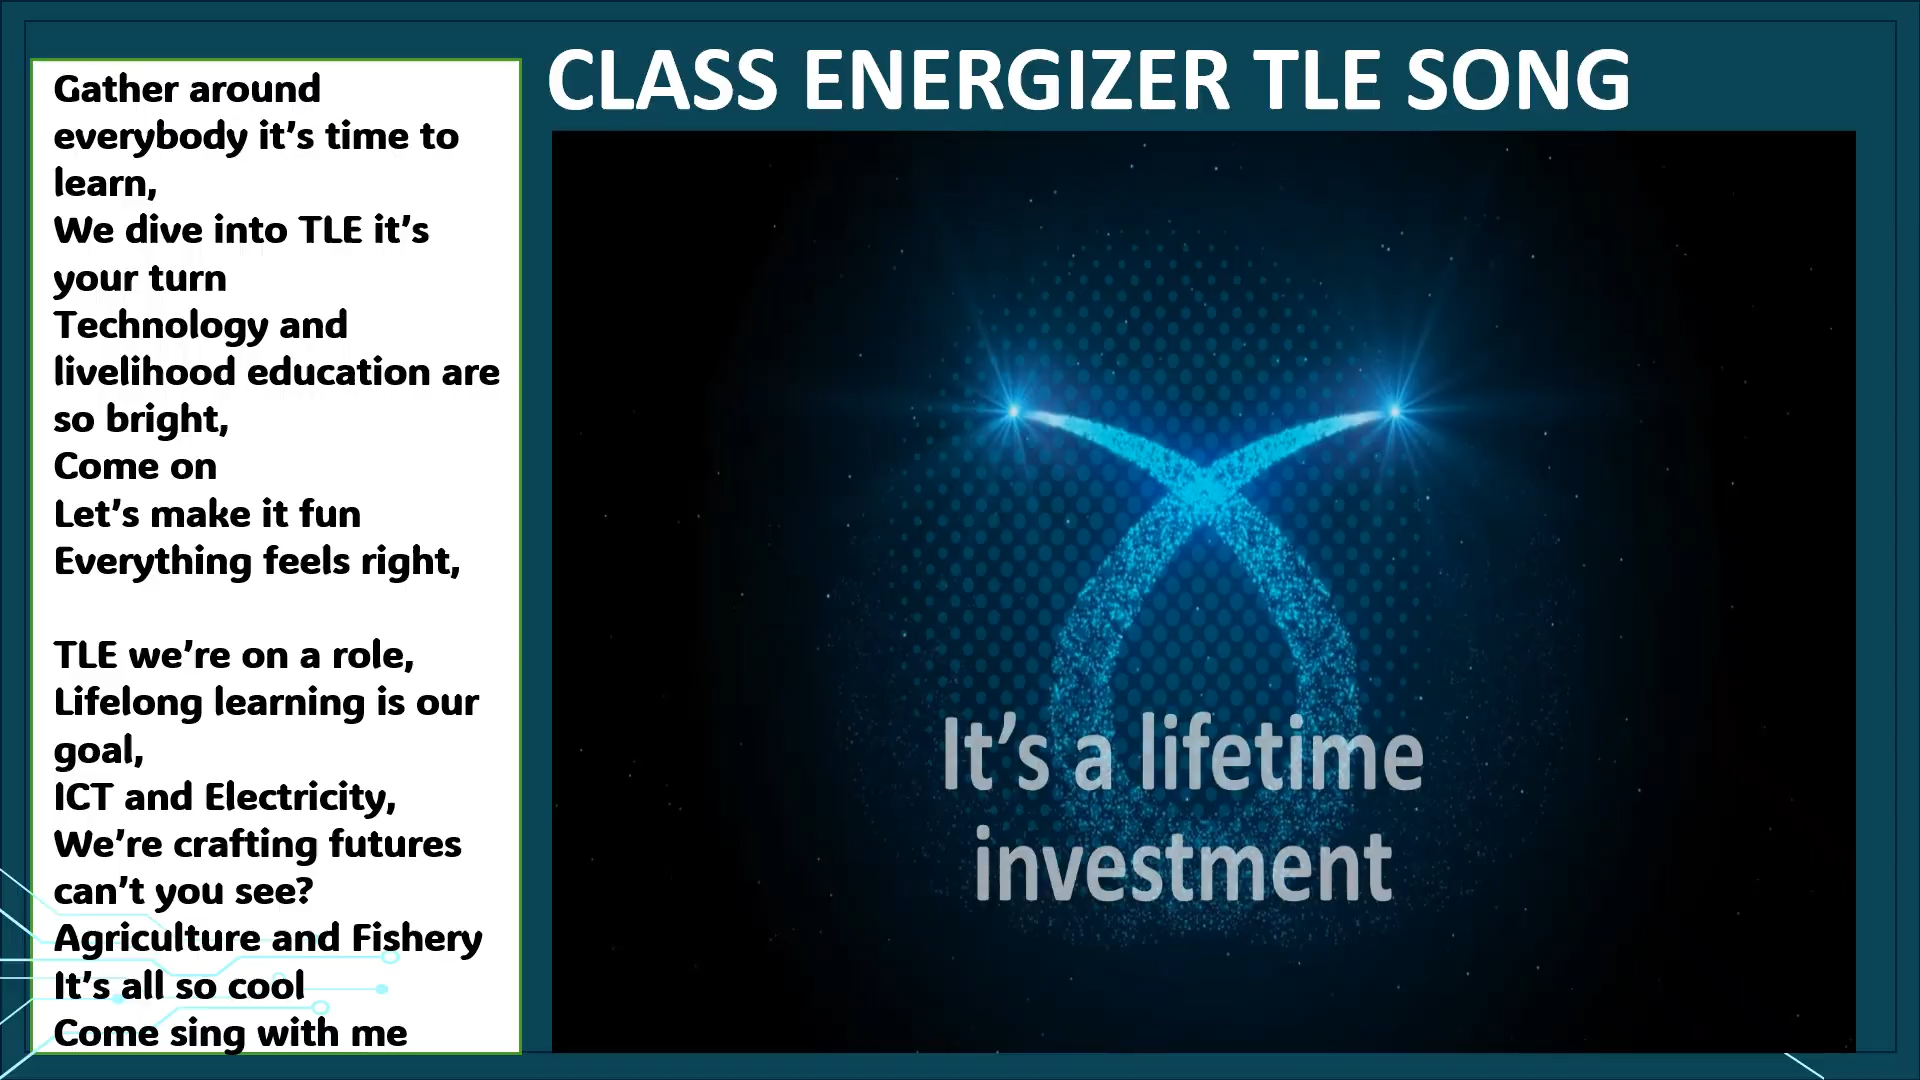 CLASS ENERGIZER TLE SONG
Gather around
everybody it’s time to
learn,
We dive into TLE it’s
your turn
Technology and
livelihood education are
so bright,
Come on
Let’s make it fun
Everything feels right,
TLE we’re on a role,
Lifelong learning is our
goal,
ICT and Electricity,
We’re crafting futures
can’t you see?
Agriculture and Fishery
It’s all so cool
Come sing with me
It’s a lifetime
investment